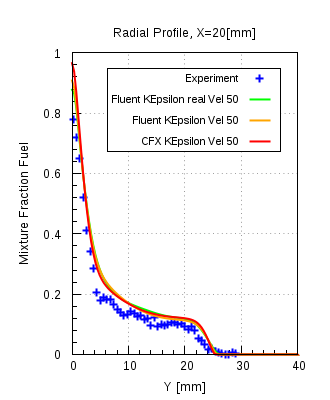 Radial Profile, X=20[mm]
Experiment
Fluent KEpsilon real Vel 50
Fluent KEpsilon Vel 50
CFX KEpsilon Vel 50
Mixture Fraction Fuel
1
0.8
0.6
0.4
0.2
0
0 10 20 30 40
Y [mm]